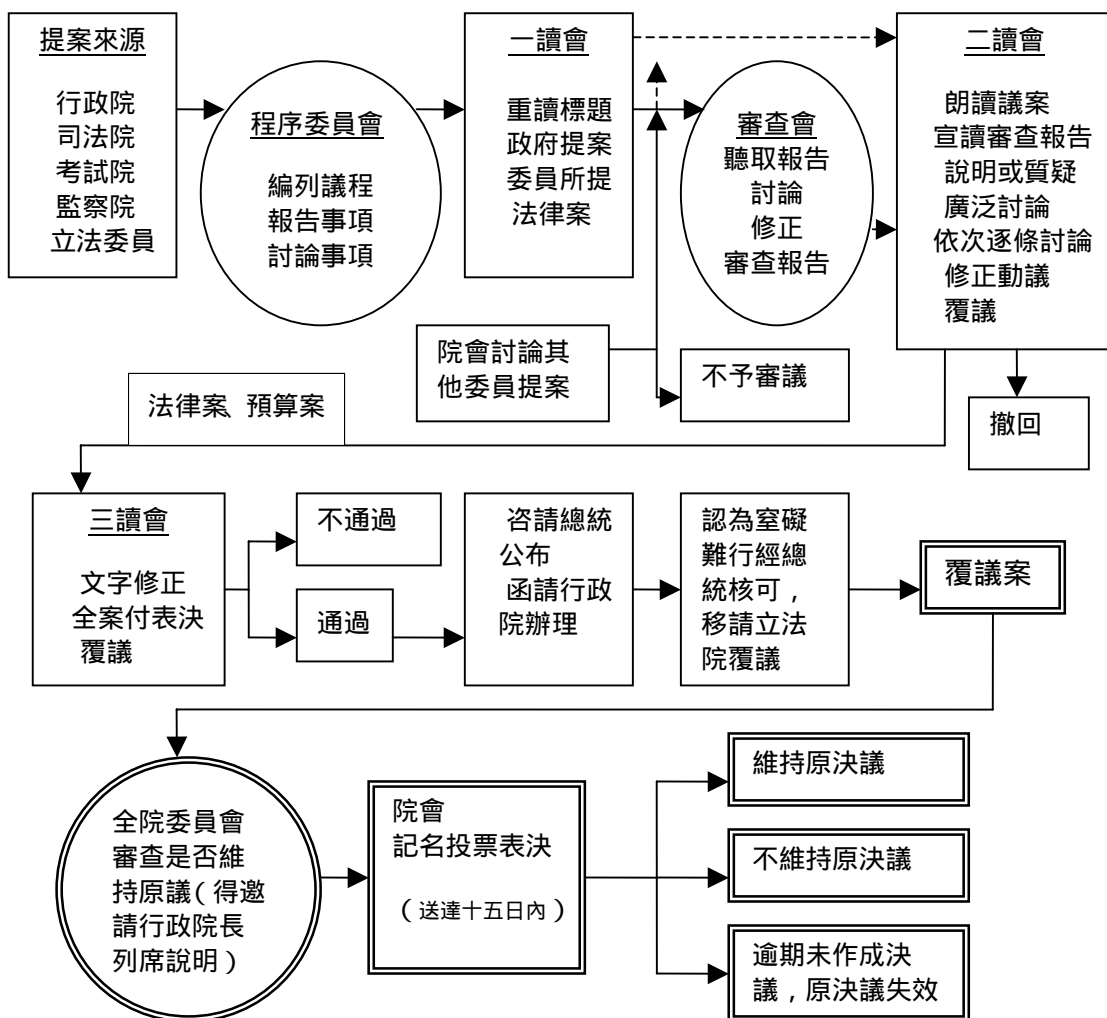 提案來源
行政院
司法院
考試院
監察院
立法委員
程序委員會
編列議程
報告事項
討論事項
一讀會
重讀標題
政府提案
委員所提
法律案
審查會
聽取報告
討論
修正
審查報告
二讀會
朗讀議案
宣讀審查報告
說明或質疑
廣泛討論
依次逐條討論
修正動議
覆議
院會討論其
他委員提案
不予審議
撤回
法律案、預算案
三讀會
文字修正
全案付表決
覆議
不通過
通過
咨請總統
公布
函請行政
院辦理
認為窒礙
難行經總
統核可，
移請立法
院覆議
覆議案
全院委員會
審查是否維
持原議（得邀
請行政院長
列席說明）
院會
記名投票表決
（送達十五日內）
維持原決議
不維持原決議
逾期未作成決
議，原決議失效